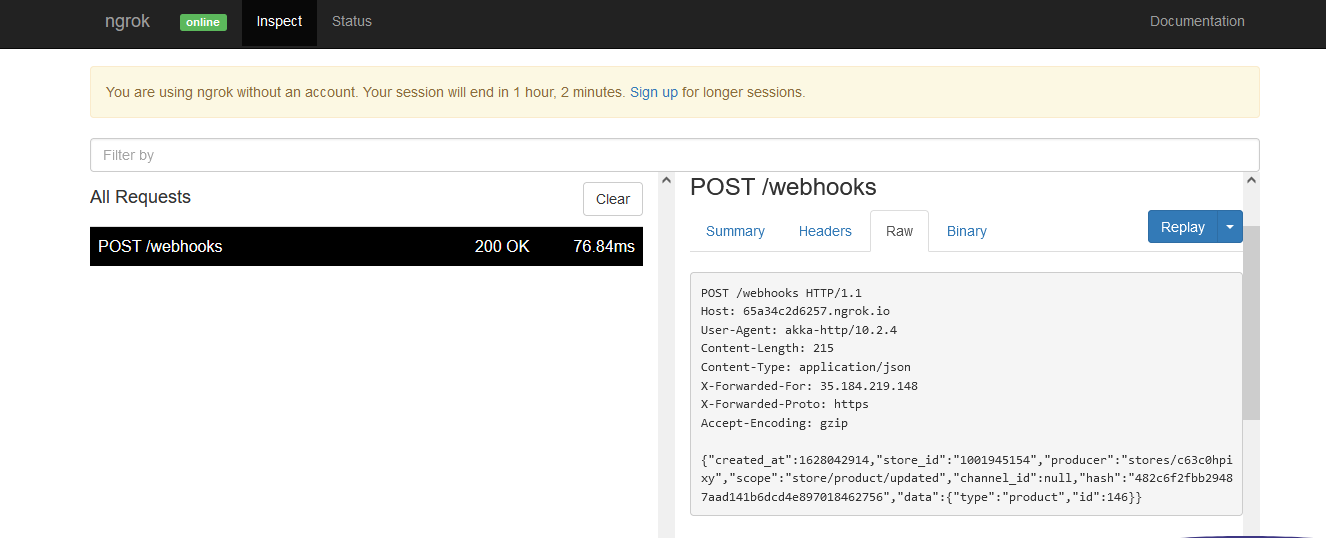 ngrok online Inspect Status Documentation
You are using ngrok without an account. Your session will end in 1 hour, 2 minutes. Sign up for longer sessions.
Filter by
All Requests Clear
POST /webhooks 200 OK 76.84ms
POST /webhooks
Summary Headers Raw Binary Replay
POST /webhooks HTTP/1.1
Host: 65a34c2d6257.ngrok.io
User-Agent: akka-http/10.2.4
Content-Length: 215
Content-Type: application/json
X-Forwarded-For: 35.184.219.148
X-Forwarded-Proto: https
Accept-Encoding: gzip
{"created_at":1628042914,"store_id":"1001945154","producer":"stores/c63c0hpi
xy","scope":"store/product/updated","channel_id":null,"hash":"482c6f2fbb2948
7aad141b6dcd4e897018462756","data":{"type":"product","id":146}}